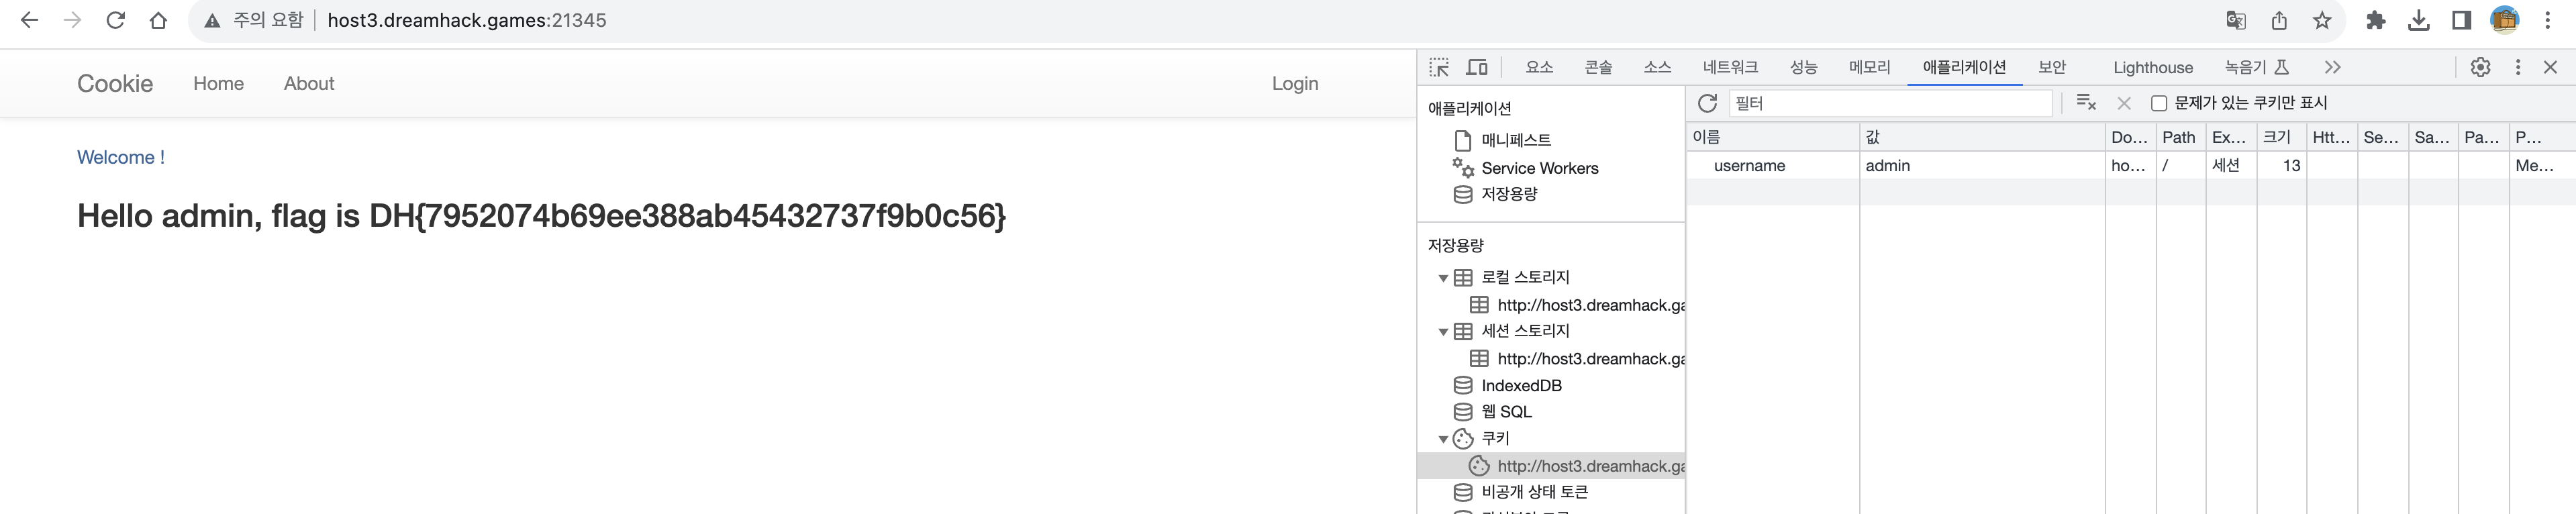 주의 요함 host3.dreamhack.games:21345
Cookie Home About Login
Welcome !
Hello admin, flag is DH{7952074b69ee388ab45432737f9b0c56}
요소 콘솔 소스 네트워크 성능 메모리 애플리케이션 보안 Lighthouse 녹음기
필터 문제가 있는 쿠키만 표시
애플리케이션
매니페스트
Service Workers
저장용량
저장용량
로컬 스토리지
http://host3.dreamhack.ga
세션 스토리지
http://host3.dreamhack.ga
IndexedDB
웹 SQL
쿠키
http://host3.dreamhack.ga
비공개 상태 토큰
이름 값 Do... Path Ex... 크기 Htt... Se... Sa... Pa... P...
username admin ho... / 세션 13 Me...